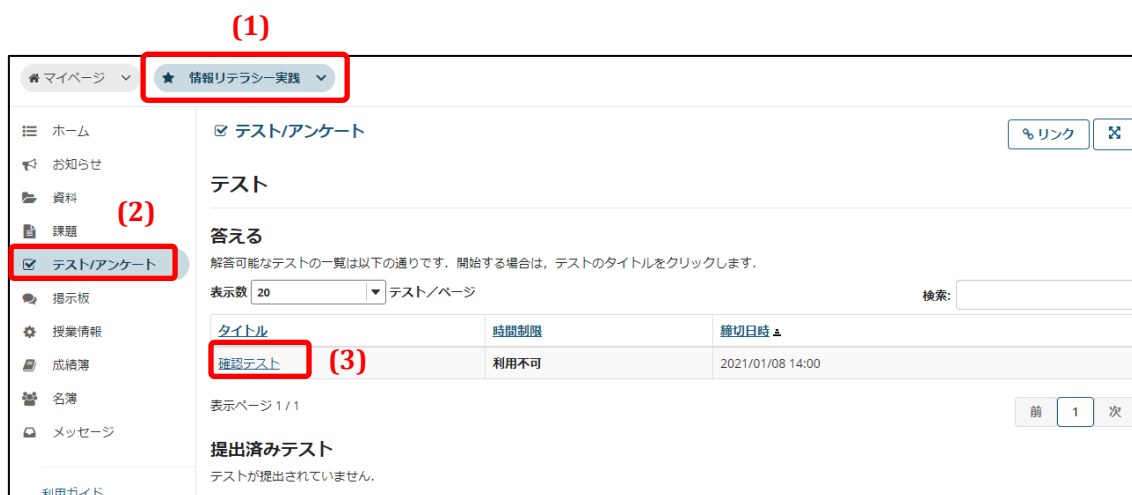 (1)
マイページ
情報リテラシー実践
ホーム
お知らせ
資料
課題
テスト/アンケート
掲示板
授業情報
成績簿
名簿
メッセージ
利用ガイド
(2)
テスト/アンケート
リンク
テスト
答える
解答可能なテストの一覧は以下の通りです．開始する場合は，テストのタイトルをクリックします．
表示数 20 テスト／ページ
検索:
タイトル 時間制限 締切日時
確認テスト (3) 利用不可 2021/01/08 14:00
表示ページ 1 / 1
前 1 次
提出済みテスト
テストが提出されていません．